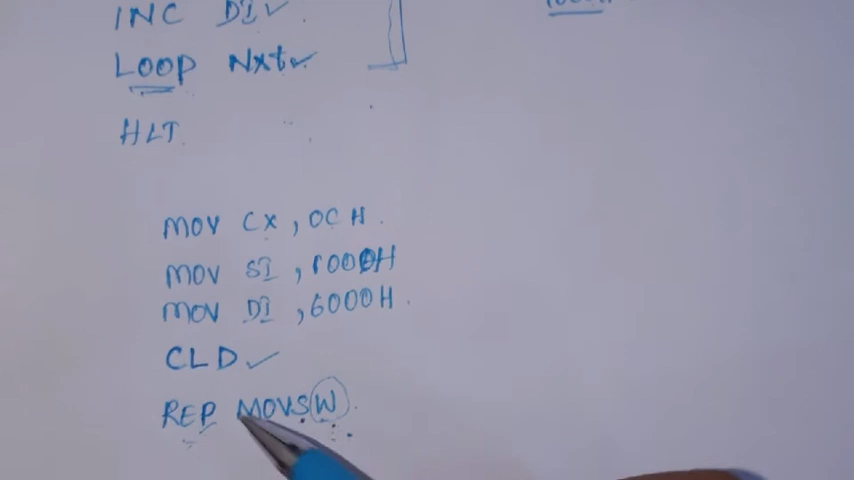 INC DI
Loop Nxt
HLT
MOV CX, 0CH
MOV SI, 1000H
MOV DI, 6000H
CLD
REP MOVSW